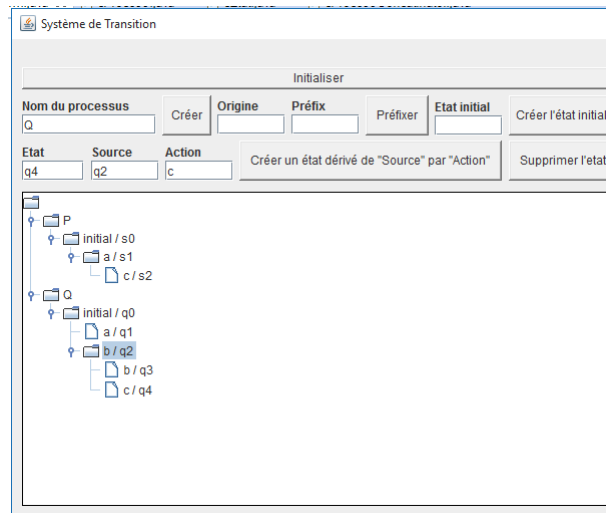 Système de Transition
Initialiser
Nom du processus Origine Préfix Etat initial
Q Créer Préfixer Créer l'état initial
Etat Source Action
q4 q2 c Créer un état dérivé de "Source" par "Action" Supprimer l'etat
P
initial / s0
a / s1
c / s2
Q
initial / q0
a / q1
b / q2
b / q3
c / q4